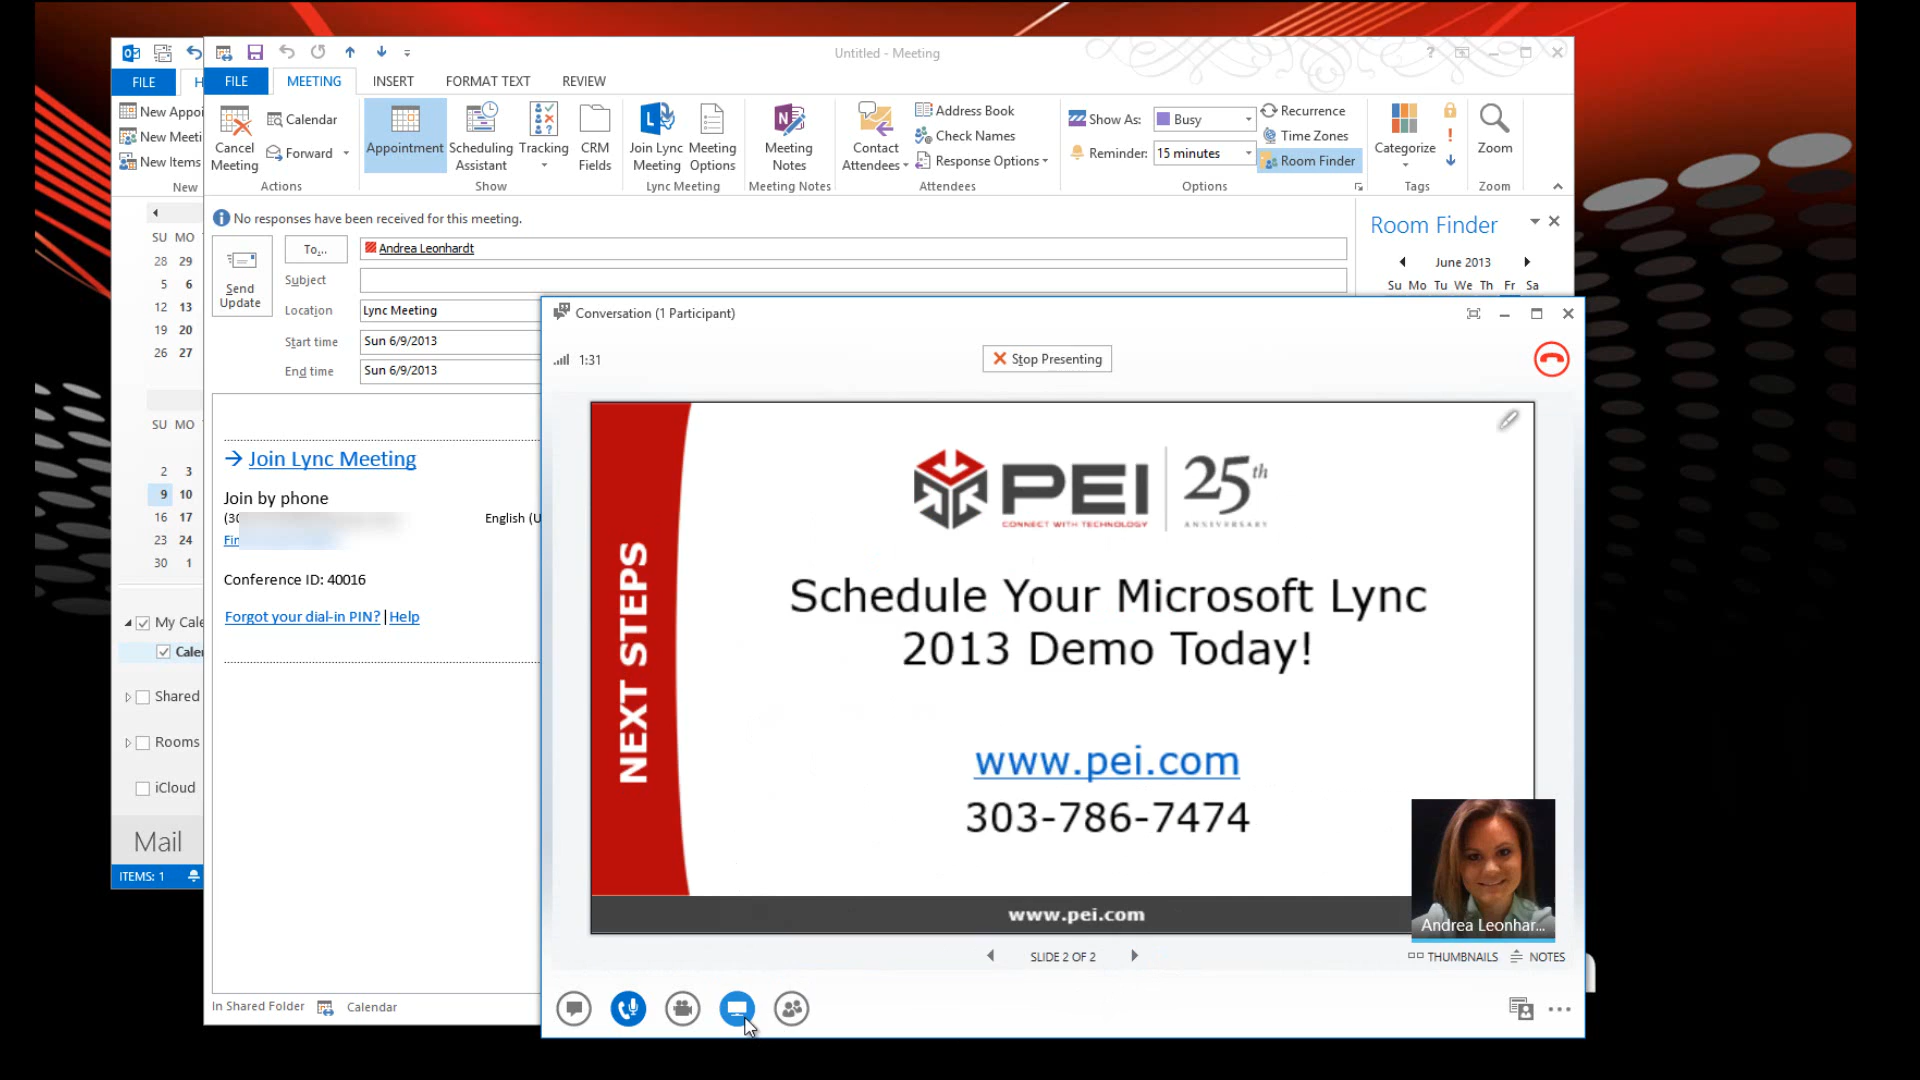 Untitled - Meeting
FILE
FILE
MEETING
INSERT
FORMAT TEXT
REVIEW
New Appoi
New Meeti
New Items
New
Cancel Meeting
Calendar
Forward
Actions
Appointment
Scheduling Assistant
Tracking
CRM Fields
Show
Join Lync Meeting
Meeting Options
Lync Meeting
Meeting Notes
Meeting Notes
Contact Attendees
Address Book
Check Names
Response Options
Attendees
Show As:
Busy
Reminder:
15 minutes
Recurrence
Time Zones
Room Finder
Options
Categorize
Tags
Zoom
Zoom
No responses have been received for this meeting.
To...
Andrea Leonhardt
Send Update
Subject
Location
Lync Meeting
Start time
Sun 6/9/2013
End time
Sun 6/9/2013
Room Finder
June 2013
Su Mo Tu We Th Fr Sa
SU MO
28 29
5 6
12 13
19 20
26 27
SU MO
2 3
9 10
16 17
23 24
30 1
My Cale
Caler
Shared
Rooms
iCloud
Mail
ITEMS: 1
Join Lync Meeting
Join by phone
(30
English (U
Fin
Conference ID: 40016
Forgot your dial-in PIN? | Help
In Shared Folder
Calendar
Conversation (1 Participant)
1:31
Stop Presenting
NEXT STEPS
PEI
CONNECT WITH TECHNOLOGY
25th
ANNIVERSARY
Schedule Your Microsoft Lync
2013 Demo Today!
www.pei.com
303-786-7474
www.pei.com
Andrea Leonhar...
SLIDE 2 OF 2
THUMBNAILS
NOTES